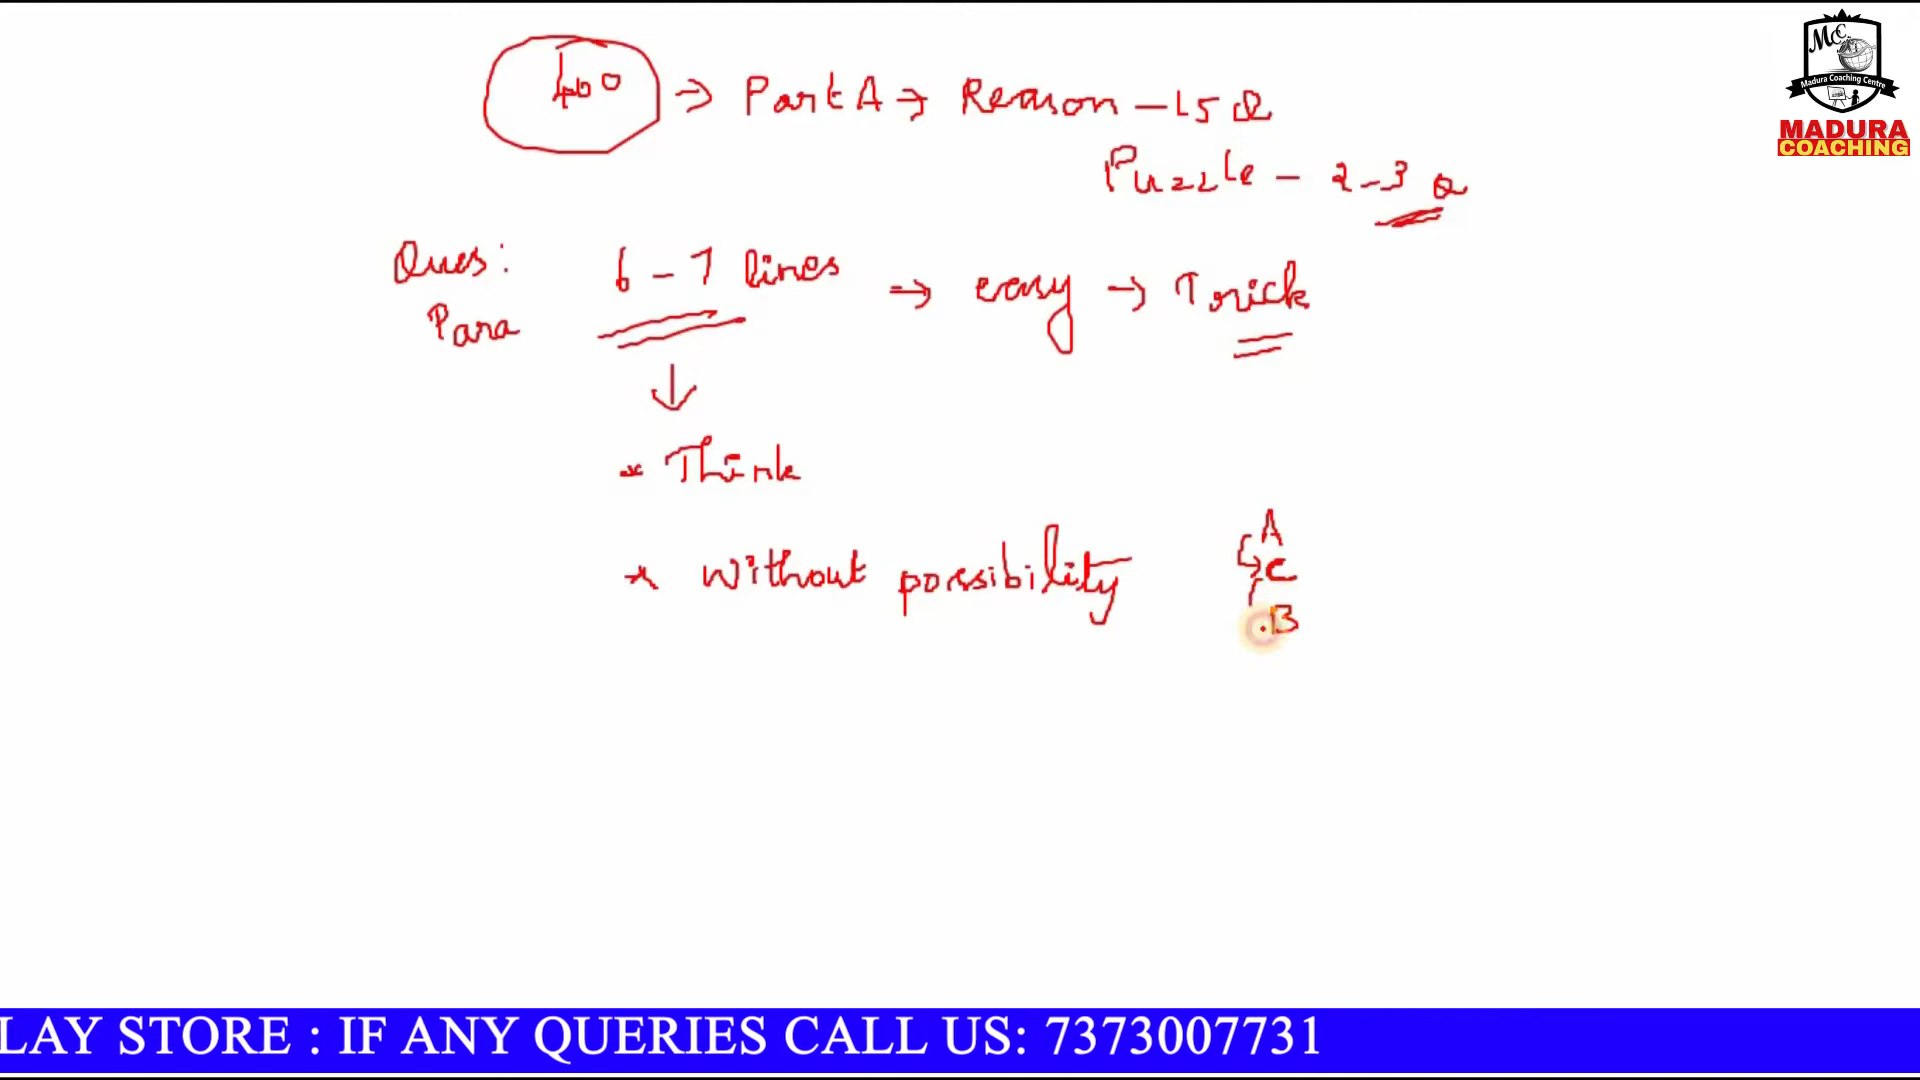 400 → Part A → Reason – 15 Q
Puzzle – 2-3 Q
Ques: 6 – 7 lines → easy → Trick
Para
* Think
* Without possibility
A
C
B
MCC
Madura Coaching Centre
MADURA
COACHING
LAY STORE : IF ANY QUERIES CALL US: 7373007731